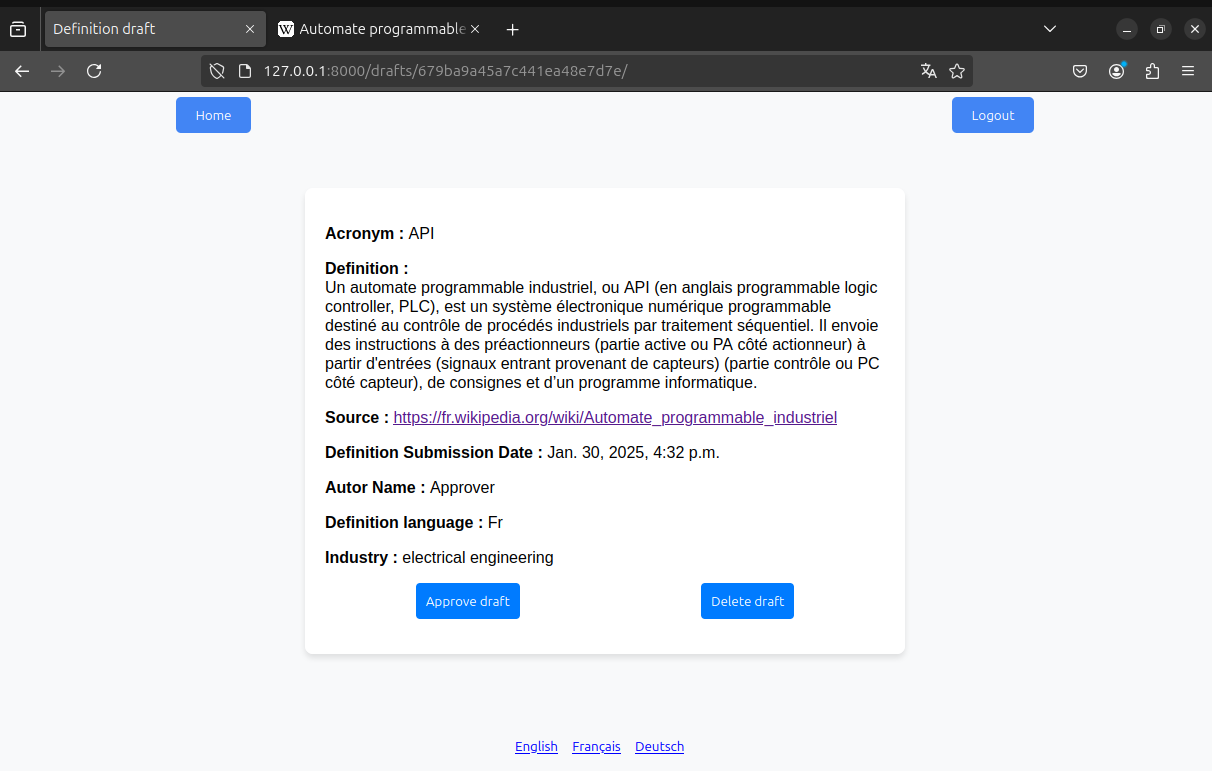 Definition draft
Automate programmable
127.0.0.1:8000/drafts/679ba9a45a7c441ea48e7d7e/
Home
Logout
Acronym : API
Definition :
Un automate programmable industriel, ou API (en anglais programmable logic
controller, PLC), est un système électronique numérique programmable
destiné au contrôle de procédés industriels par traitement séquentiel. Il envoie
des instructions à des préactionneurs (partie active ou PA côté actionneur) à
partir d'entrées (signaux entrant provenant de capteurs) (partie contrôle ou PC
côté capteur), de consignes et d’un programme informatique.
Source : https://fr.wikipedia.org/wiki/Automate_programmable_industriel
Definition Submission Date : Jan. 30, 2025, 4:32 p.m.
Autor Name : Approver
Definition language : Fr
Industry : electrical engineering
Approve draft
Delete draft
English Français Deutsch